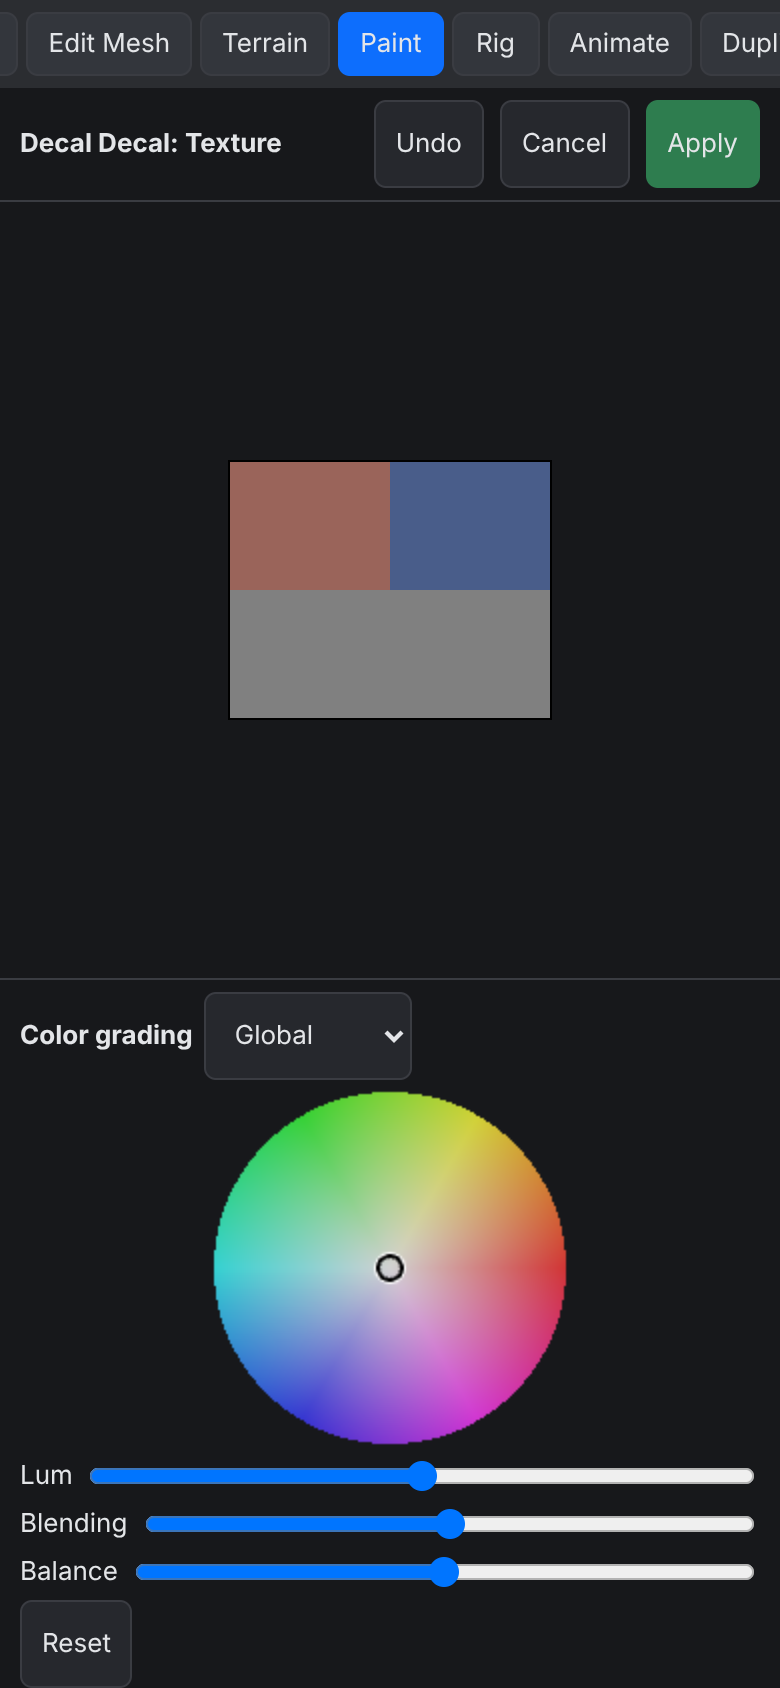 Edit Mesh Terrain Paint Rig Animate Dupl
Decal Decal: Texture Undo Cancel Apply
Color grading Global
Lum
Blending
Balance
Reset